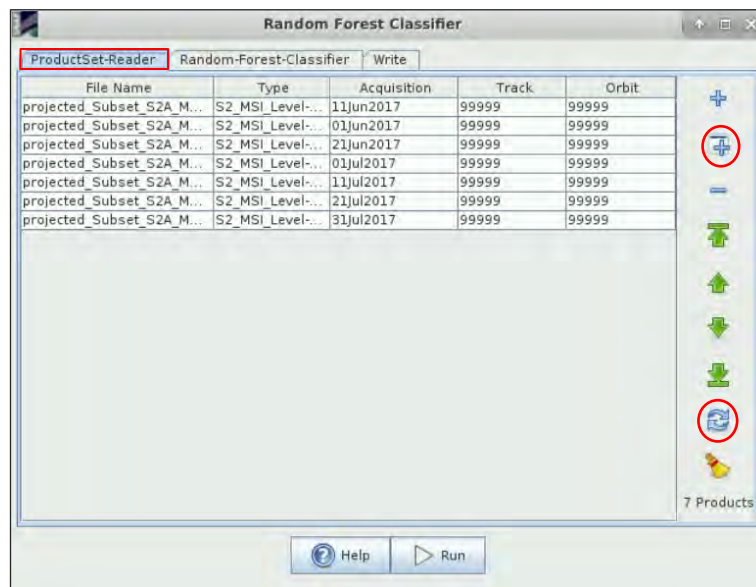 Random Forest Classifier
ProductSet-Reader Random-Forest-Classifier Write
File Name Type Acquisition Track Orbit
projected_Subset_S2A_M... S2_MSI_Level-... 11Jun2017 99999 99999
projected_Subset_S2A_M... S2_MSI_Level-... 01Jun2017 99999 99999
projected_Subset_S2A_M... S2_MSI_Level-... 21Jun2017 99999 99999
projected_Subset_S2A_M... S2_MSI_Level-... 01Jul2017 99999 99999
projected_Subset_S2A_M... S2_MSI_Level-... 11Jul2017 99999 99999
projected_Subset_S2A_M... S2_MSI_Level-... 21Jul2017 99999 99999
projected_Subset_S2A_M... S2_MSI_Level-... 31Jul2017 99999 99999
7 Products
Help Run